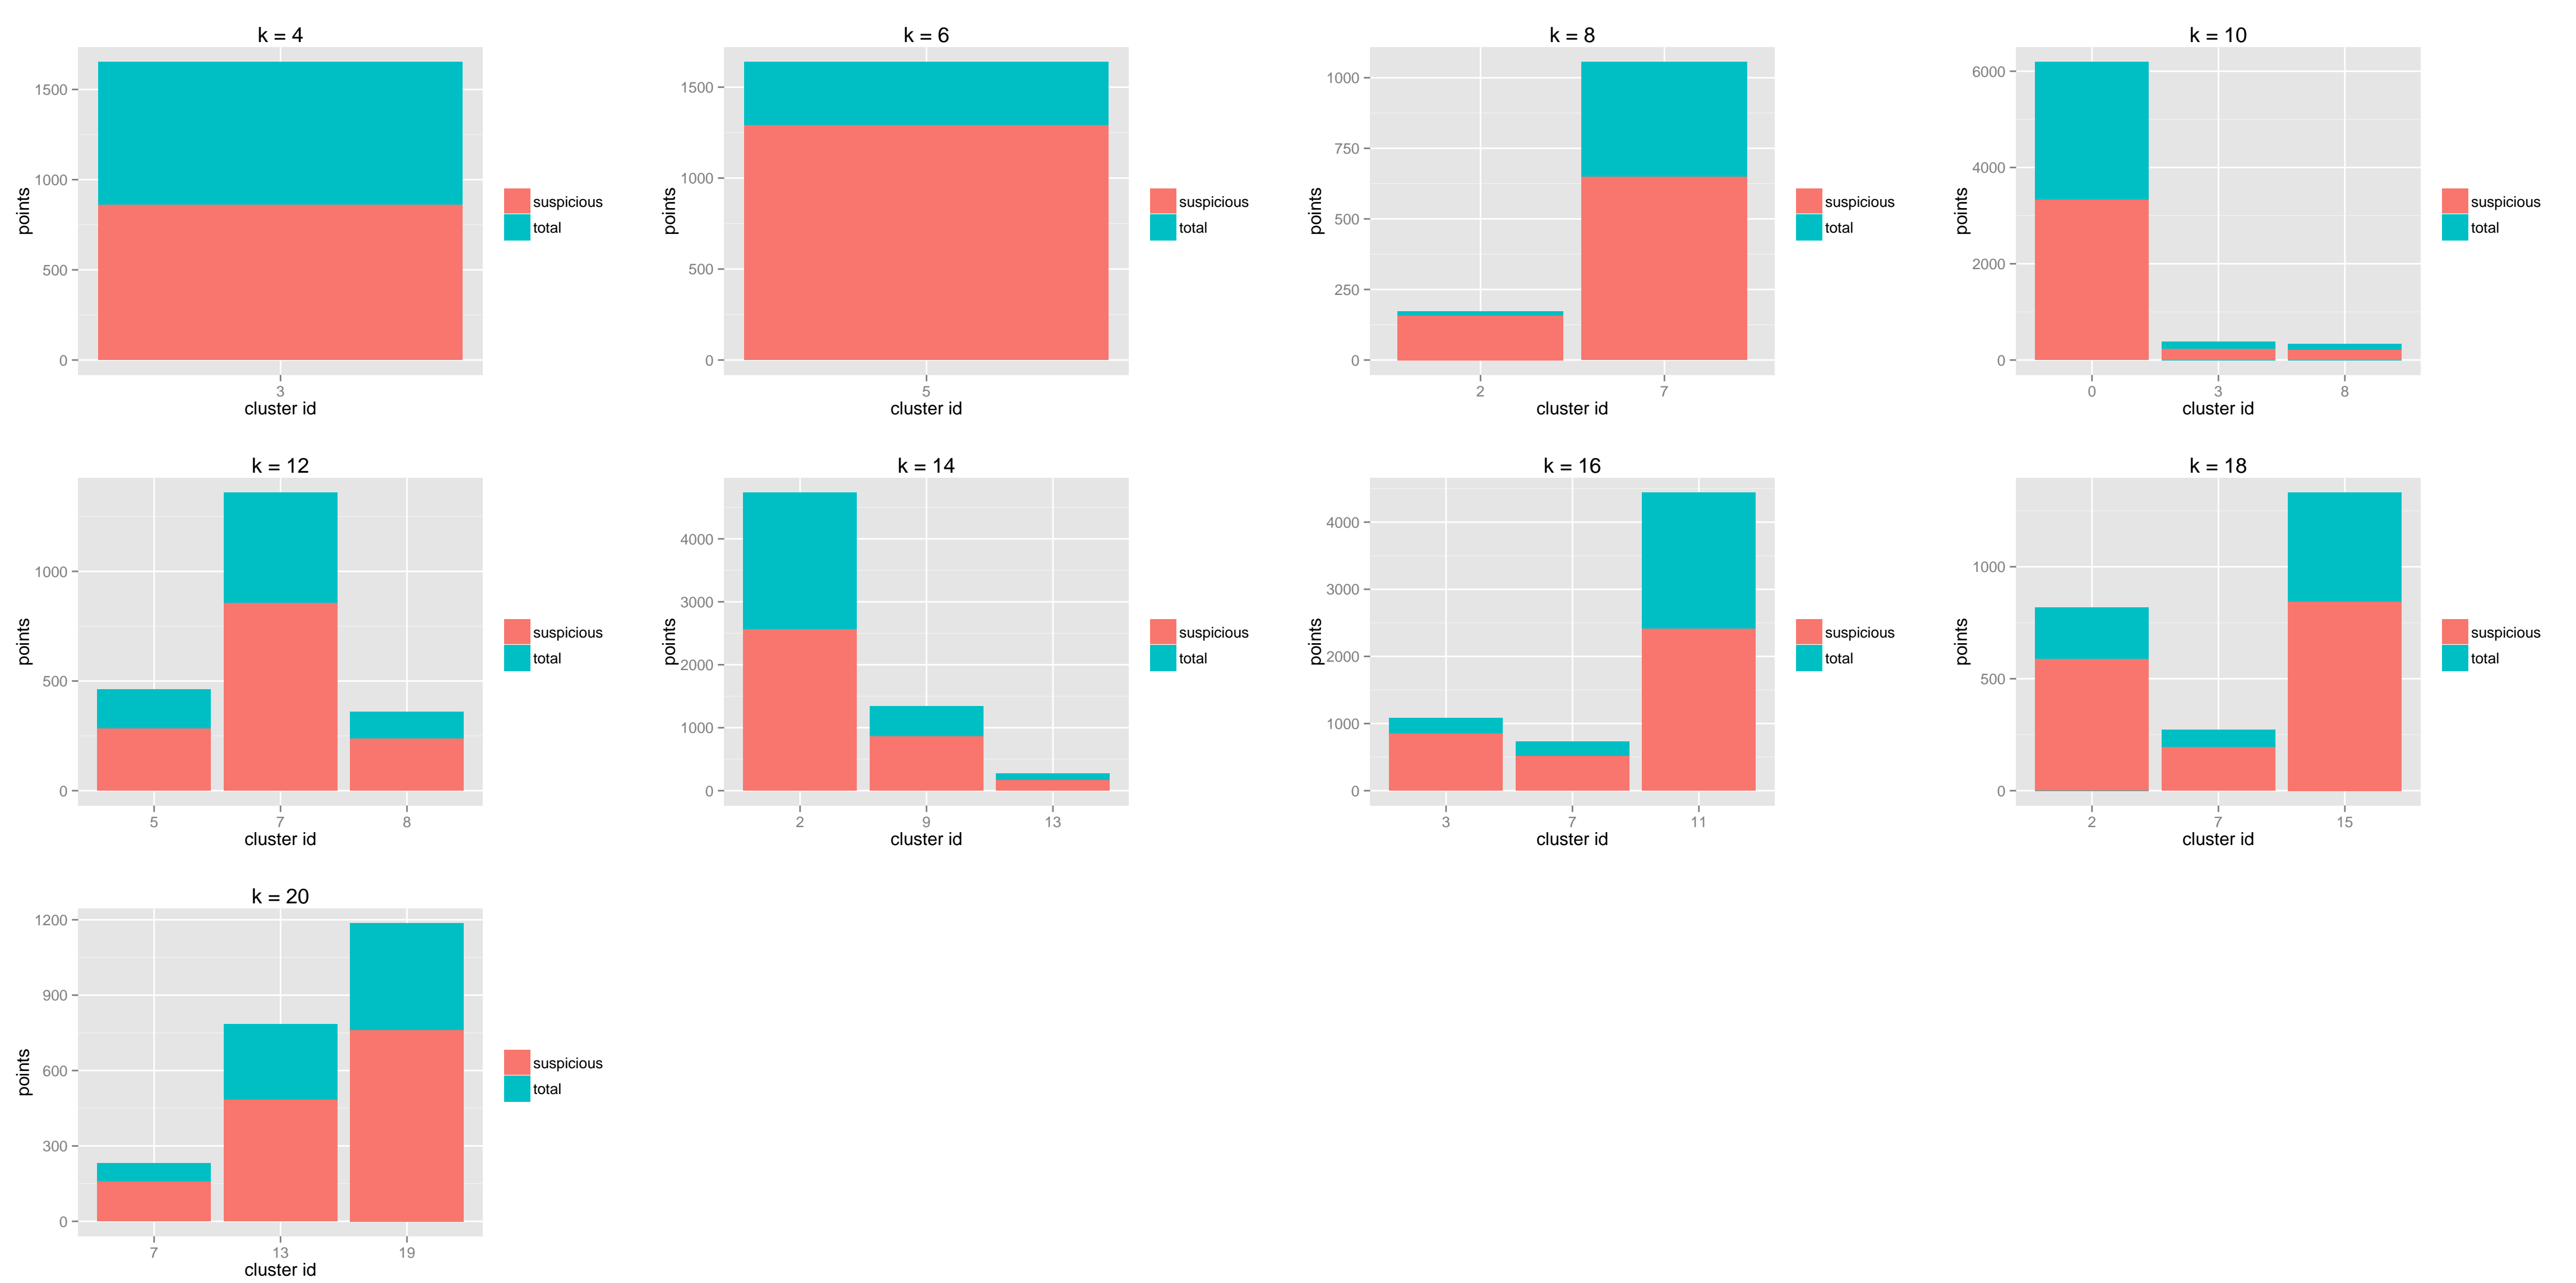 k = 4
1500
1000
500
0
points
3
cluster id
suspicious
total
k = 6
1500
1000
500
0
points
5
cluster id
suspicious
total
k = 8
1000
750
500
250
0
points
2 7
cluster id
suspicious
total
k = 10
6000
4000
2000
0
points
0 3 8
cluster id
suspicious
total
k = 12
1000
500
0
points
5 7 8
cluster id
suspicious
total
k = 14
4000
3000
2000
1000
0
points
2 9 13
cluster id
suspicious
total
k = 16
4000
3000
2000
1000
0
points
3 7 11
cluster id
suspicious
total
k = 18
1000
500
0
points
2 7 15
cluster id
suspicious
total
k = 20
1200
900
600
300
0
points
7 13 19
cluster id
suspicious
total